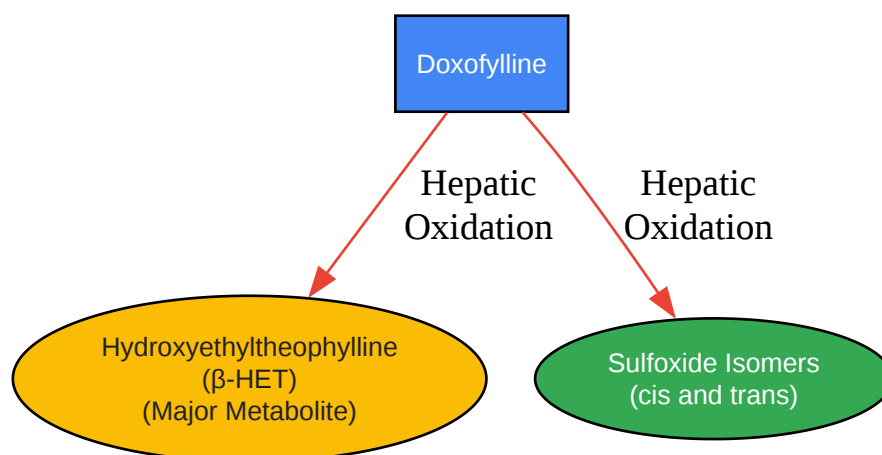 Doxofylline
Hepatic
Oxidation
Hepatic
Oxidation
Hydroxyethyltheophylline
(β-HET)
(Major Metabolite)
Sulfoxide Isomers
(cis and trans)